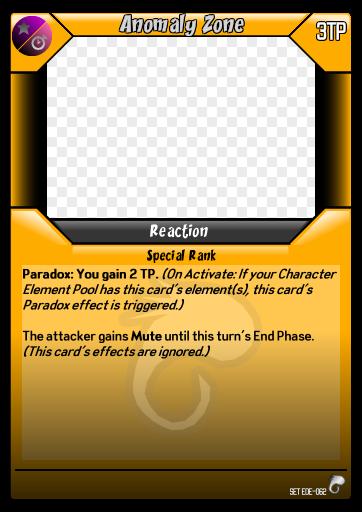 Anomaly Zone
3TP
Reaction
Special Rank
Paradox: You gain 2 TP. (On Activate: If your Character
Element Pool has this card's element(s), this card's
Paradox effect is triggered.)
The attacker gains Mute until this turn's End Phase.
(This card's effects are ignored.)
SET EOE-062